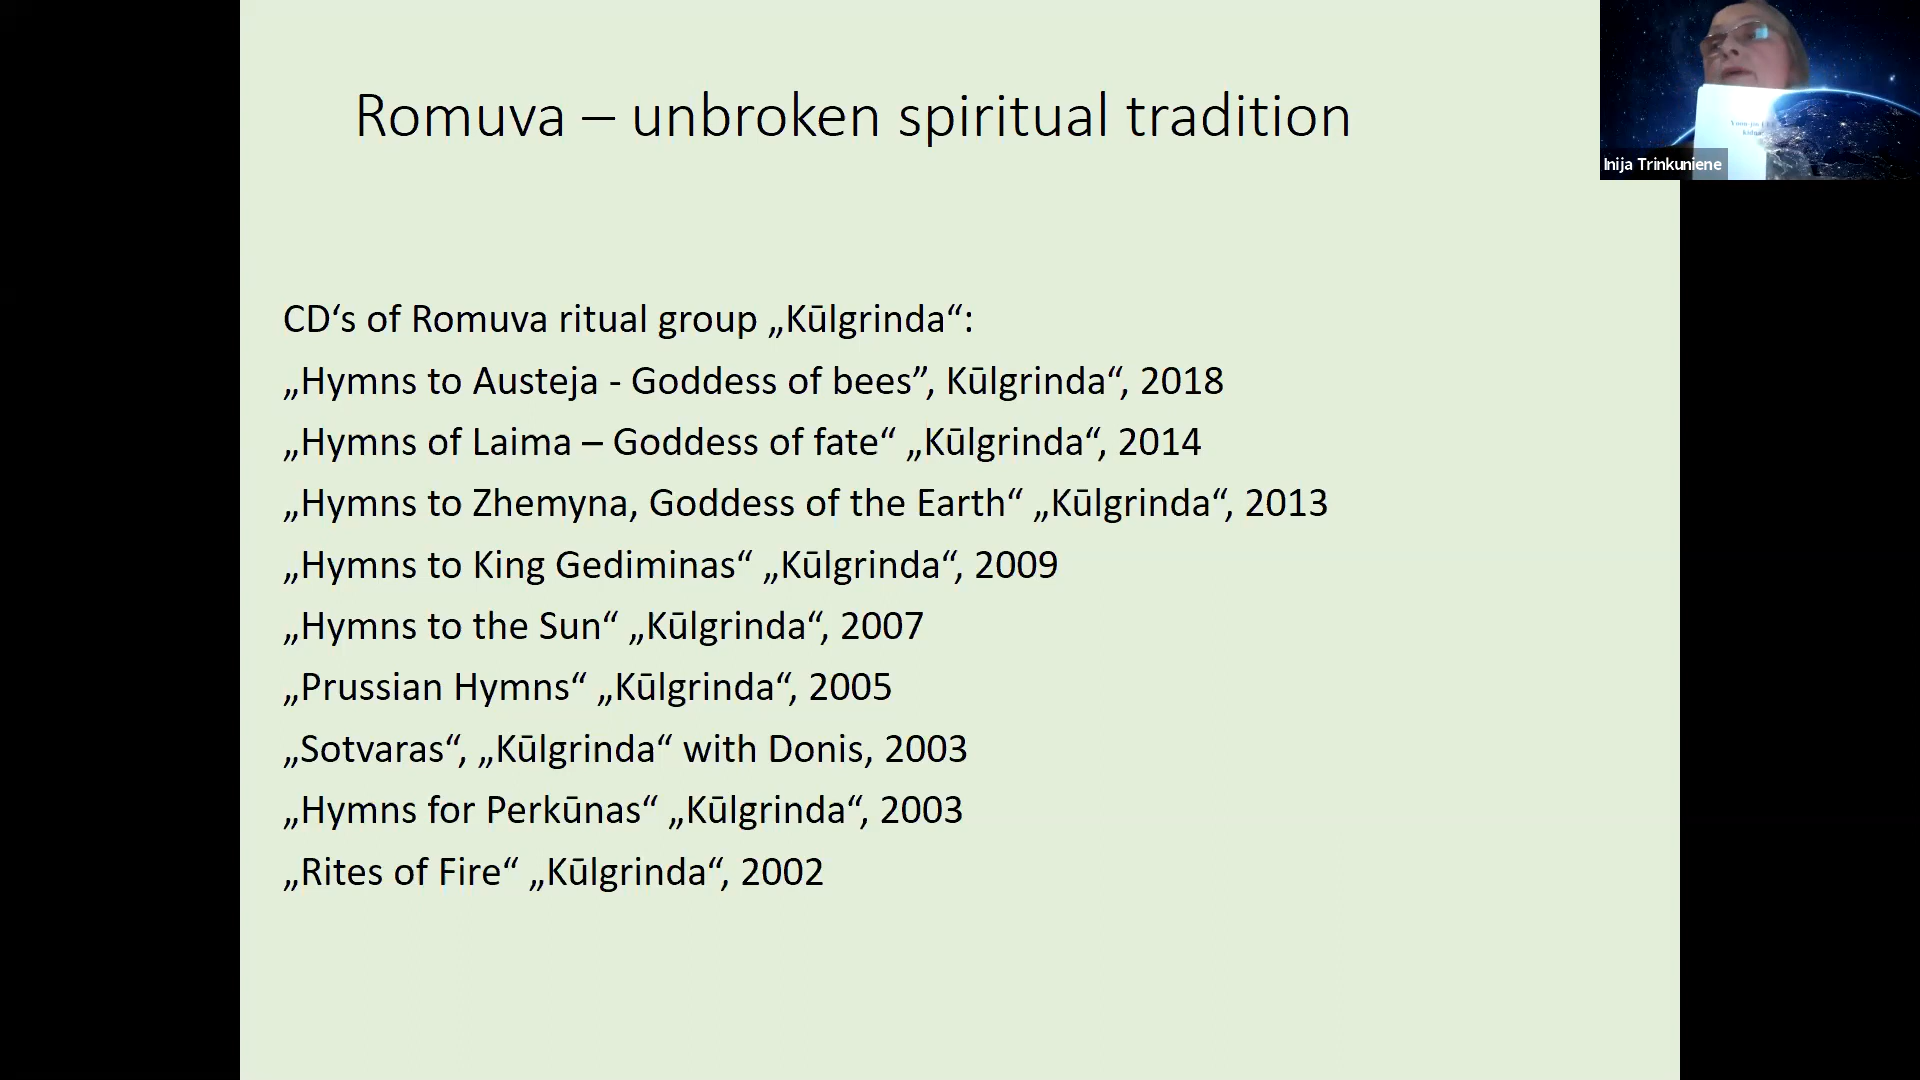 Romuva – unbroken spiritual tradition
Inija Trinkuniene
CD‘s of Romuva ritual group „Kūlgrinda“:
„Hymns to Austeja - Goddess of bees”, Kūlgrinda“, 2018
„Hymns of Laima – Goddess of fate“ „Kūlgrinda“, 2014
„Hymns to Zhemyna, Goddess of the Earth“ „Kūlgrinda“, 2013
„Hymns to King Gediminas“ „Kūlgrinda“, 2009
„Hymns to the Sun“ „Kūlgrinda“, 2007
„Prussian Hymns“ „Kūlgrinda“, 2005
„Sotvaras“, „Kūlgrinda“ with Donis, 2003
„Hymns for Perkūnas“ „Kūlgrinda“, 2003
„Rites of Fire“ „Kūlgrinda“, 2002